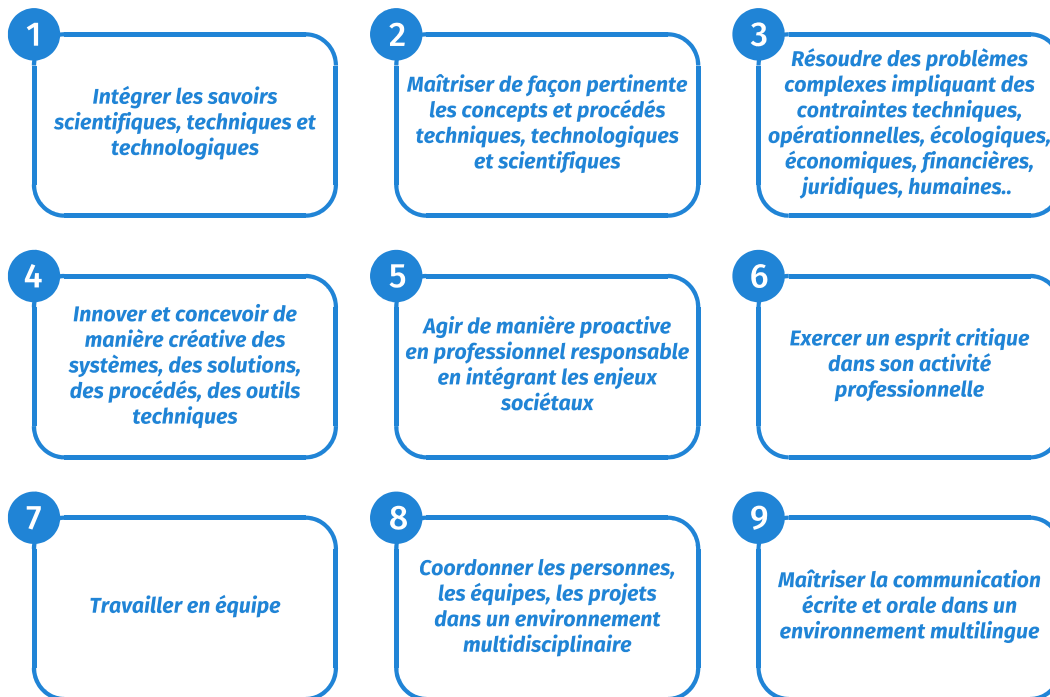 1
Intégrer les savoirs
scientifiques, techniques et
technologiques
2
Maîtriser de façon pertinente
les concepts et procédés
techniques, technologiques
et scientifiques
3
Résoudre des problèmes
complexes impliquant des
contraintes techniques,
opérationnelles, écologiques,
économiques, financières,
juridiques, humaines..
4
Innover et concevoir de
manière créative des
systèmes, des solutions,
des procédés, des outils
techniques
5
Agir de manière proactive
en professionnel responsable
en intégrant les enjeux
sociétaux
6
Exercer un esprit critique
dans son activité
professionnelle
7
Travailler en équipe
8
Coordonner les personnes,
les équipes, les projets
dans un environnement
multidisciplinaire
9
Maîtriser la communication
écrite et orale dans un
environnement multilingue